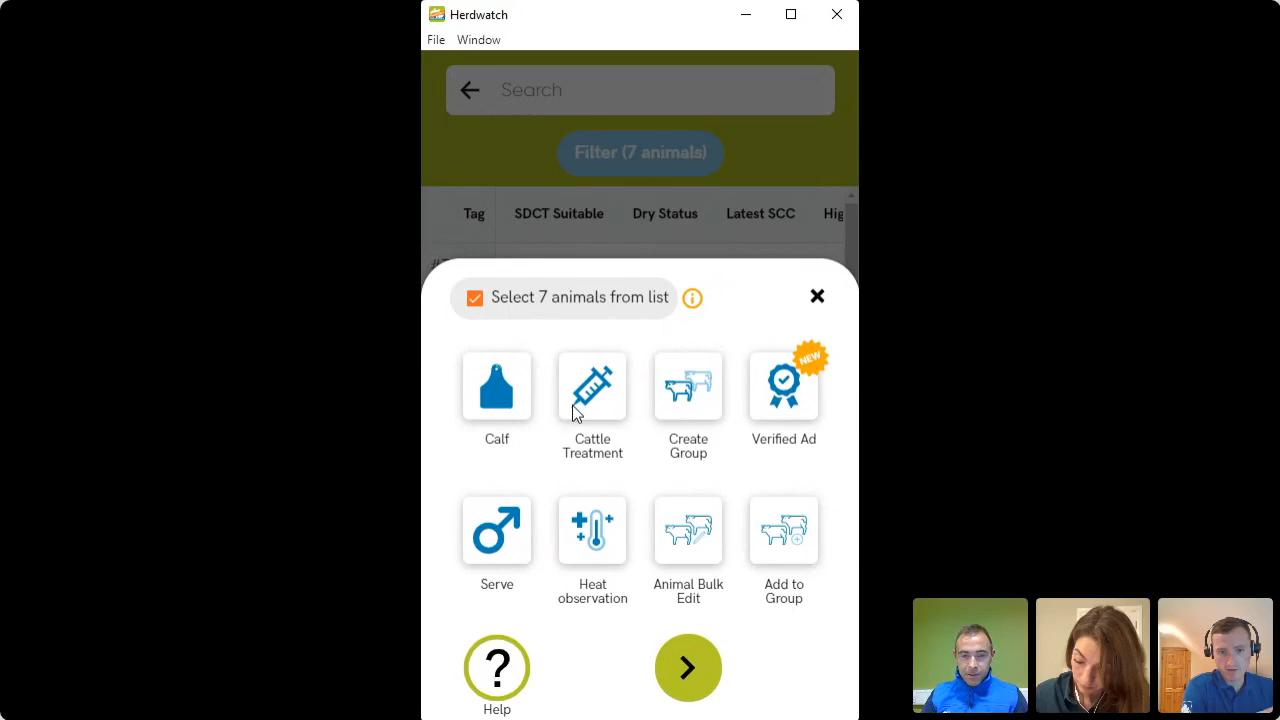 Herdwatch
File Window
Search
Filter (7 animals)
Tag SDCT Suitable Dry Status Latest SCC Hig
Select 7 animals from list
NEW
Calf
Cattle
Treatment
Create
Group
Verified Ad
Serve
Heat
observation
Animal Bulk
Edit
Add to
Group
?
Help